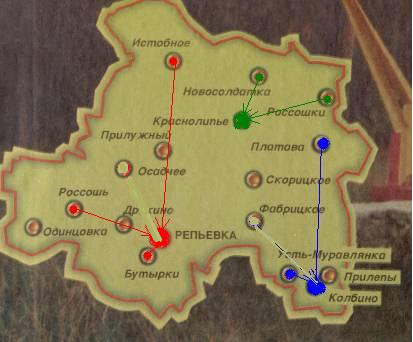 Истобное
Новосолдатка
Россошки
Краснолипье
Прилужный
Платава
Осадчее
Скорицкое
Россошь
Фабрицкое
Одинцовка
РЕПЬЕВКА
Бутырки
Усть-Муравлянка
Прилепы
Колбино